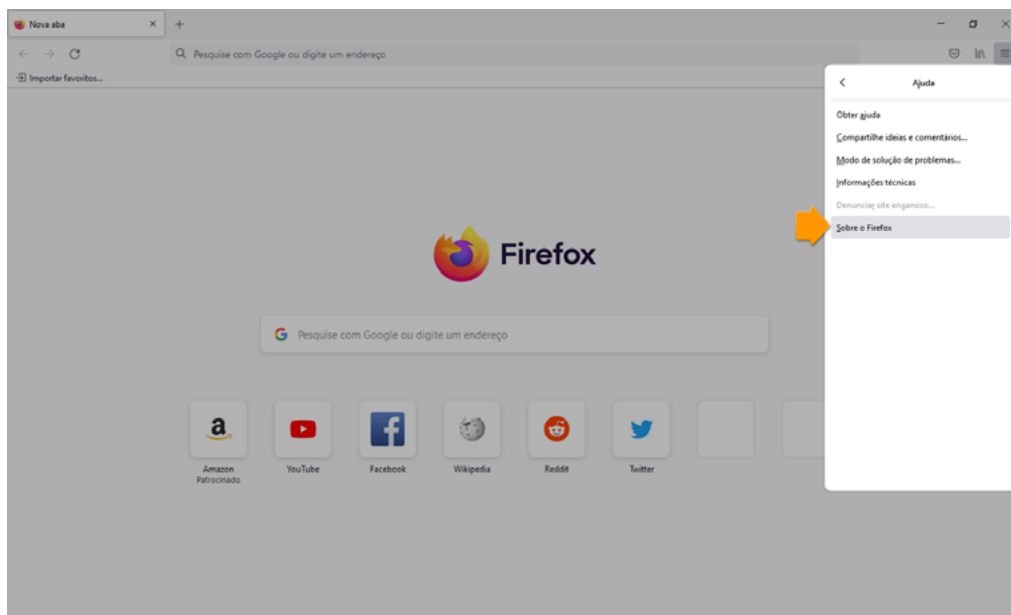 Nova aba
Pesquise com Google ou digite um endereço
Importar favoritos...
Ajuda
Obter ajuda
Compartilhe ideias e comentários...
Modo de solução de problemas...
Informações técnicas
Denunciar site enganoso...
Sobre o Firefox
Firefox
Pesquise com Google ou digite um endereço
a
Amazon
Patrocinado
YouTube
Facebook
Wikipedia
Reddit
Twitter